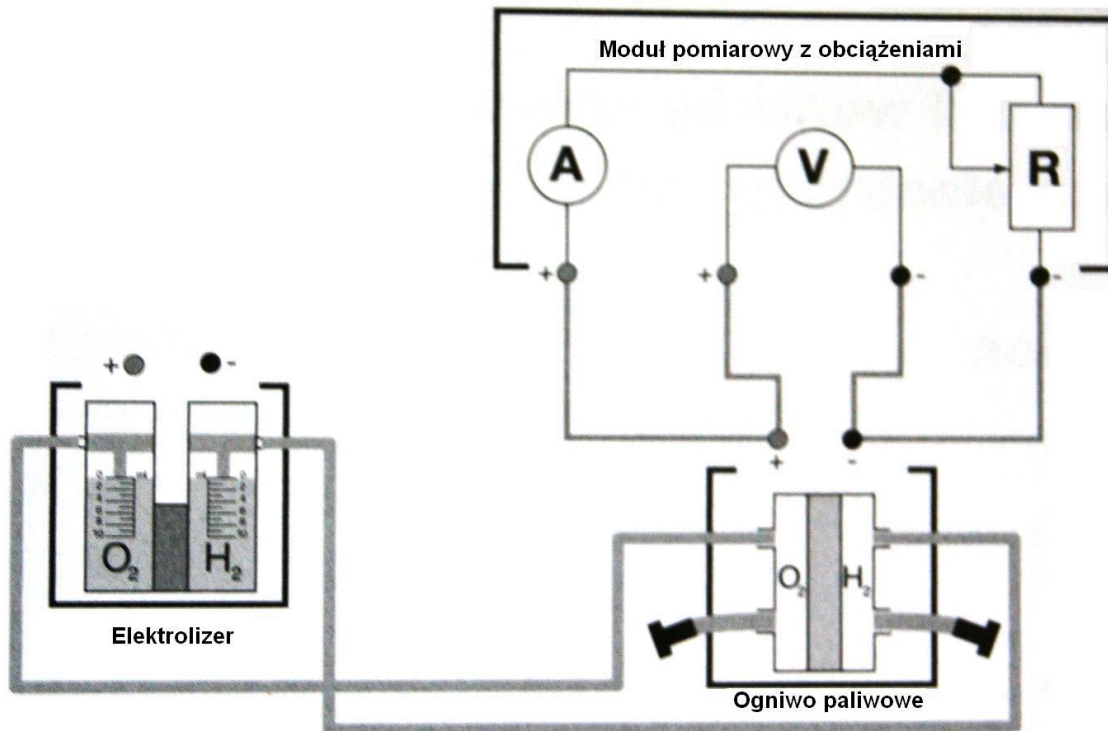 Moduł pomiarowy z obciążeniami
A
V
R
+
+
-
-
+
-
+
-
O₂
H₂
O₂
H₂
Elektrolizer
Ogniwo paliwowe